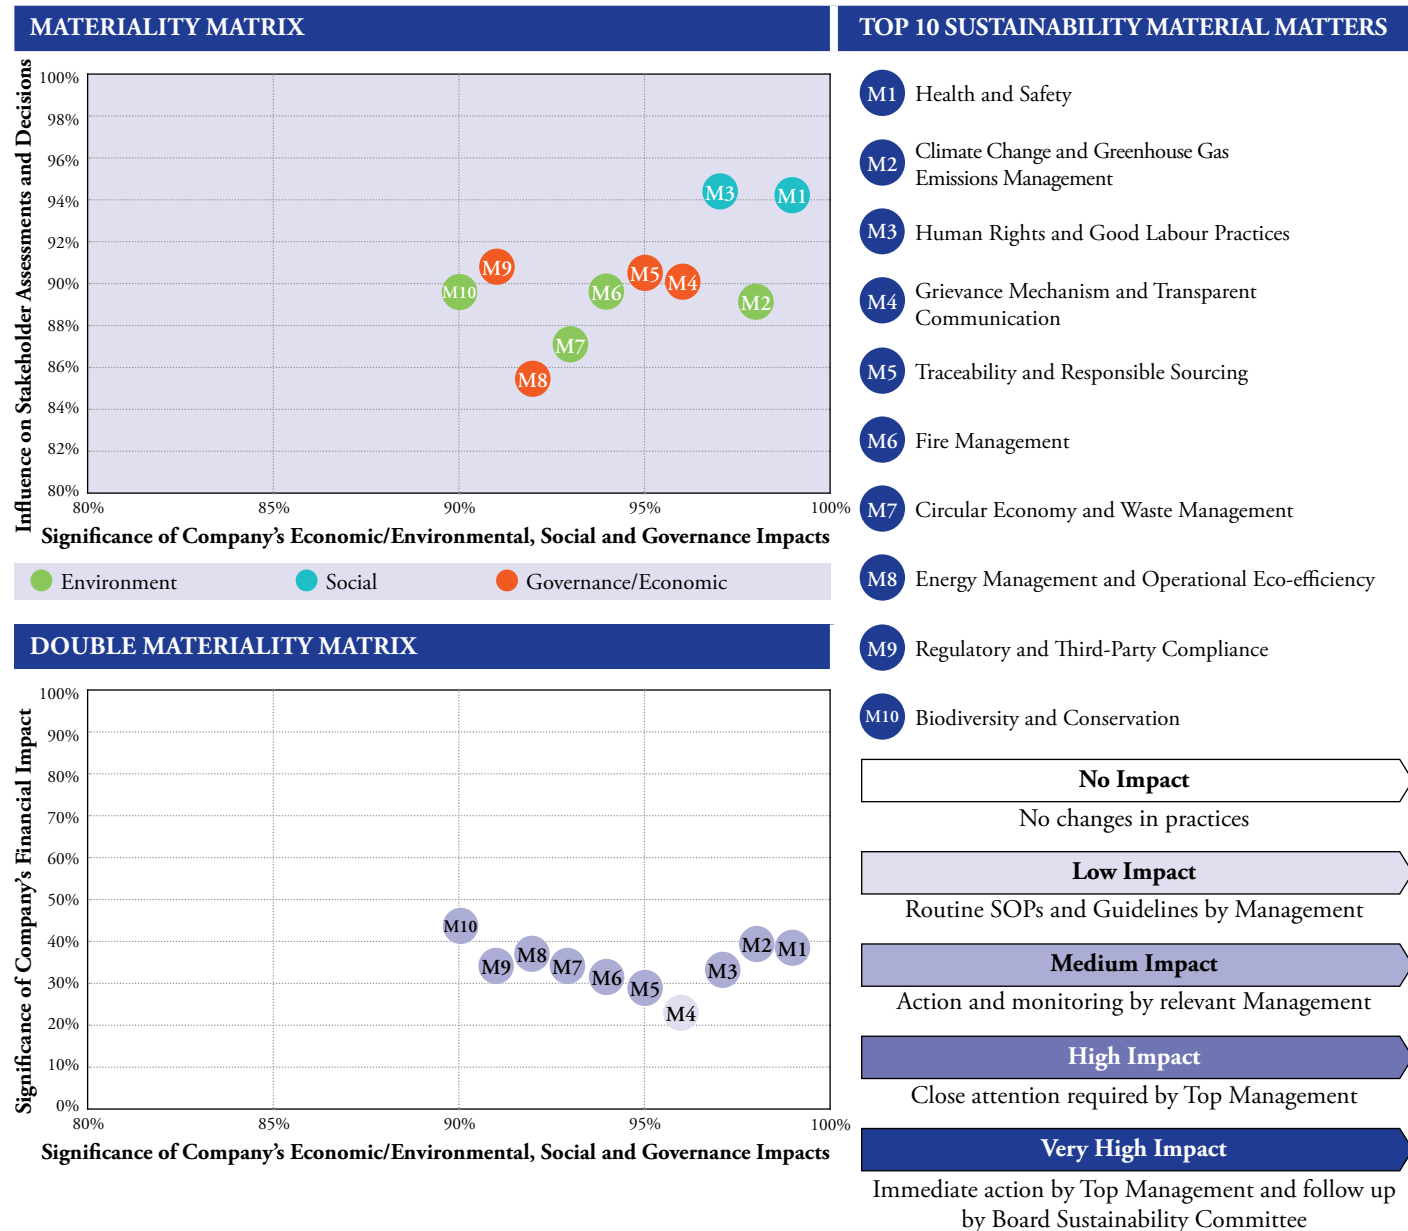 MATERIALITY MATRIX
Influence on Stakeholder Assessments and Decisions
100%
98%
96%
94%
92%
90%
88%
86%
84%
82%
80%
M3
M1
M9
M10
M6
M5
M4
M2
M7
M8
80%
85%
90%
95%
100%
Significance of Company’s Economic/Environmental, Social and Governance Impacts
Environment
Social
Governance/Economic
DOUBLE MATERIALITY MATRIX
Significance of Company’s Financial Impact
100%
90%
80%
70%
60%
50%
40%
30%
20%
10%
0%
M10
M9
M8
M7
M6
M5
M4
M3
M2
M1
80%
85%
90%
95%
100%
Significance of Company’s Economic/Environmental, Social and Governance Impacts
TOP 10 SUSTAINABILITY MATERIAL MATTERS
M1 Health and Safety
M2 Climate Change and Greenhouse Gas
Emissions Management
M3 Human Rights and Good Labour Practices
M4 Grievance Mechanism and Transparent
Communication
M5 Traceability and Responsible Sourcing
M6 Fire Management
M7 Circular Economy and Waste Management
M8 Energy Management and Operational Eco-efficiency
M9 Regulatory and Third-Party Compliance
M10 Biodiversity and Conservation
No Impact
No changes in practices
Low Impact
Routine SOPs and Guidelines by Management
Medium Impact
Action and monitoring by relevant Management
High Impact
Close attention required by Top Management
Very High Impact
Immediate action by Top Management and follow up
by Board Sustainability Committee